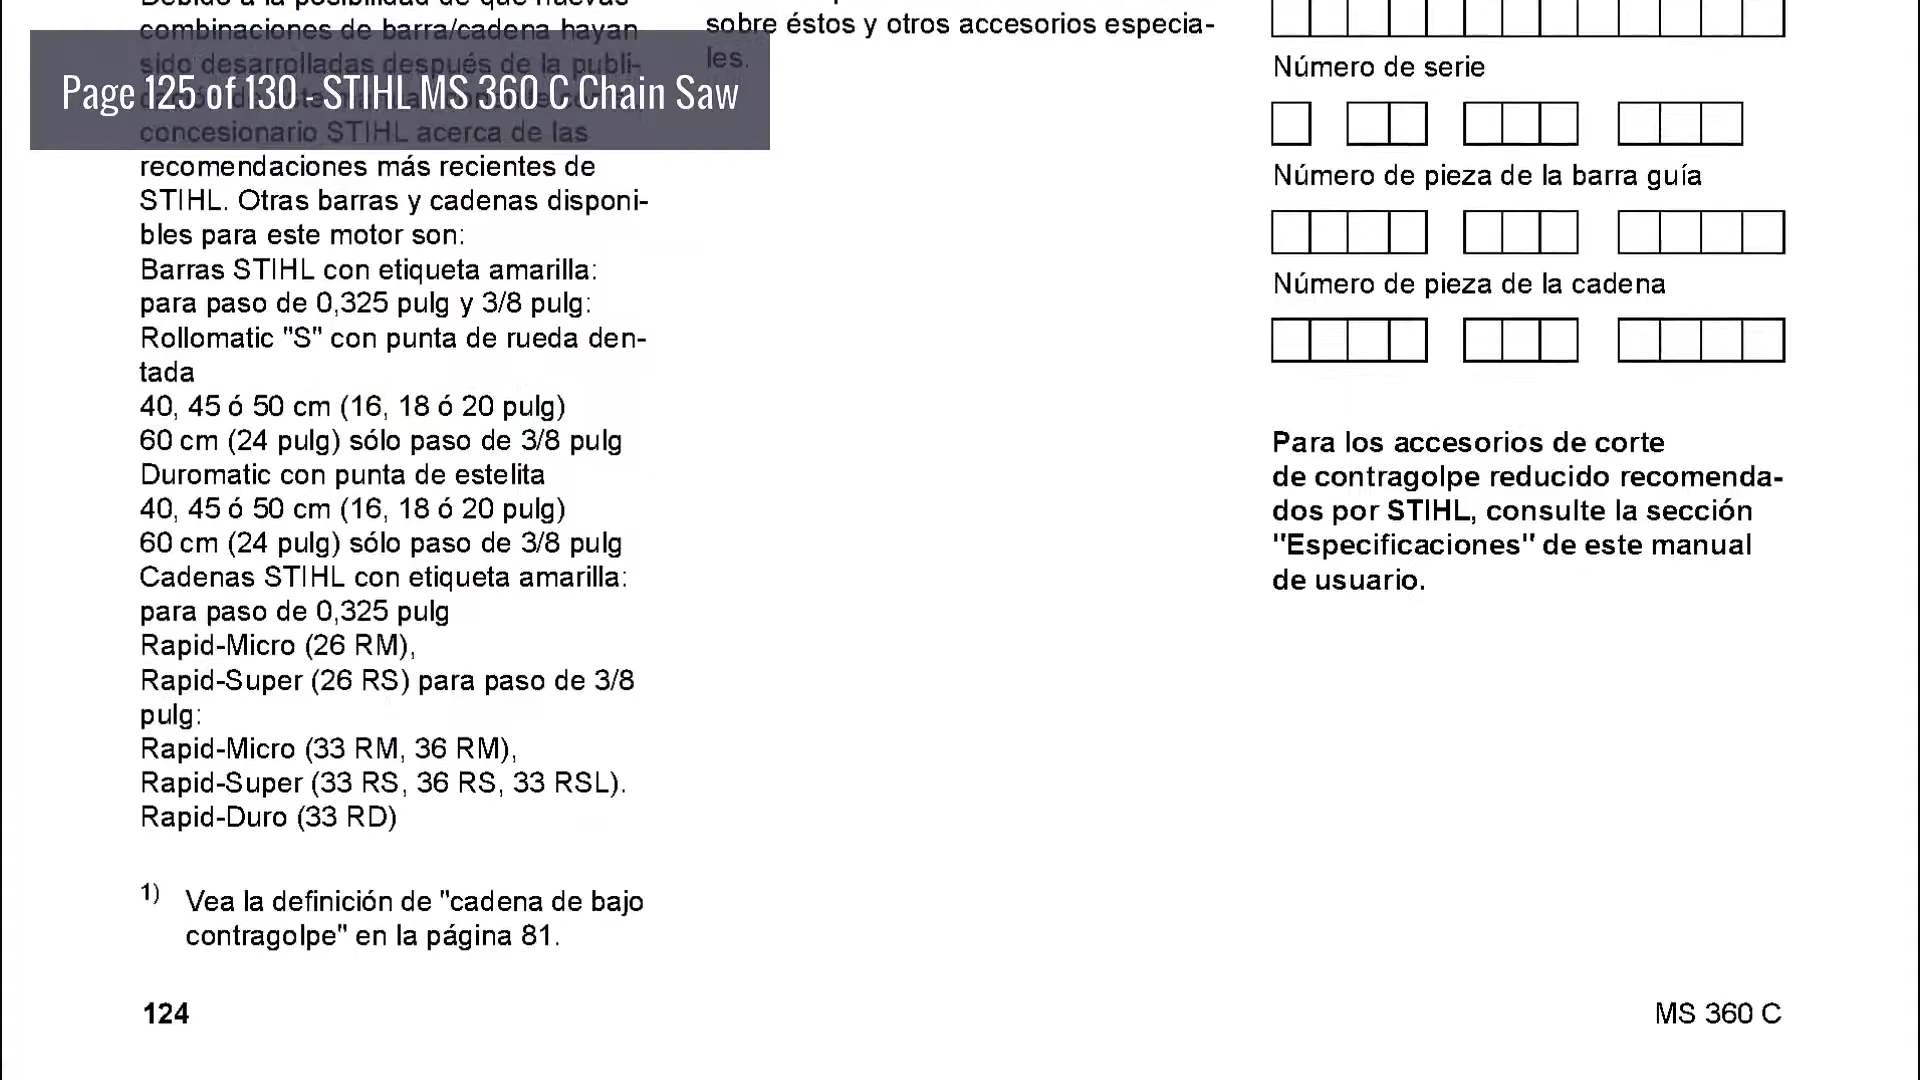 combinaciones de barra/cadena hayan
sido desarrolladas después de la publi-
concesionario STIHL acerca de las
recomendaciones más recientes de
STIHL. Otras barras y cadenas disponi-
bles para este motor son:
Barras STIHL con etiqueta amarilla:
para paso de 0,325 pulg y 3/8 pulg:
Rollomatic "S" con punta de rueda den-
tada
40, 45 ó 50 cm (16, 18 ó 20 pulg)
60 cm (24 pulg) sólo paso de 3/8 pulg
Duromatic con punta de estelita
40, 45 ó 50 cm (16, 18 ó 20 pulg)
60 cm (24 pulg) sólo paso de 3/8 pulg
Cadenas STIHL con etiqueta amarilla:
para paso de 0,325 pulg
Rapid-Micro (26 RM),
Rapid-Super (26 RS) para paso de 3/8
pulg:
Rapid-Micro (33 RM, 36 RM),
Rapid-Super (33 RS, 36 RS, 33 RSL).
Rapid-Duro (33 RD)
1) Vea la definición de "cadena de bajo
contragolpe" en la página 81.
124
Page 125 of 130 - STIHL MS 360 C Chain Saw
sobre éstos y otros accesorios especia-
les.
Número de serie
Número de pieza de la barra guía
Número de pieza de la cadena
Para los accesorios de corte
de contragolpe reducido recomenda-
dos por STIHL, consulte la sección
"Especificaciones" de este manual
de usuario.
MS 360 C